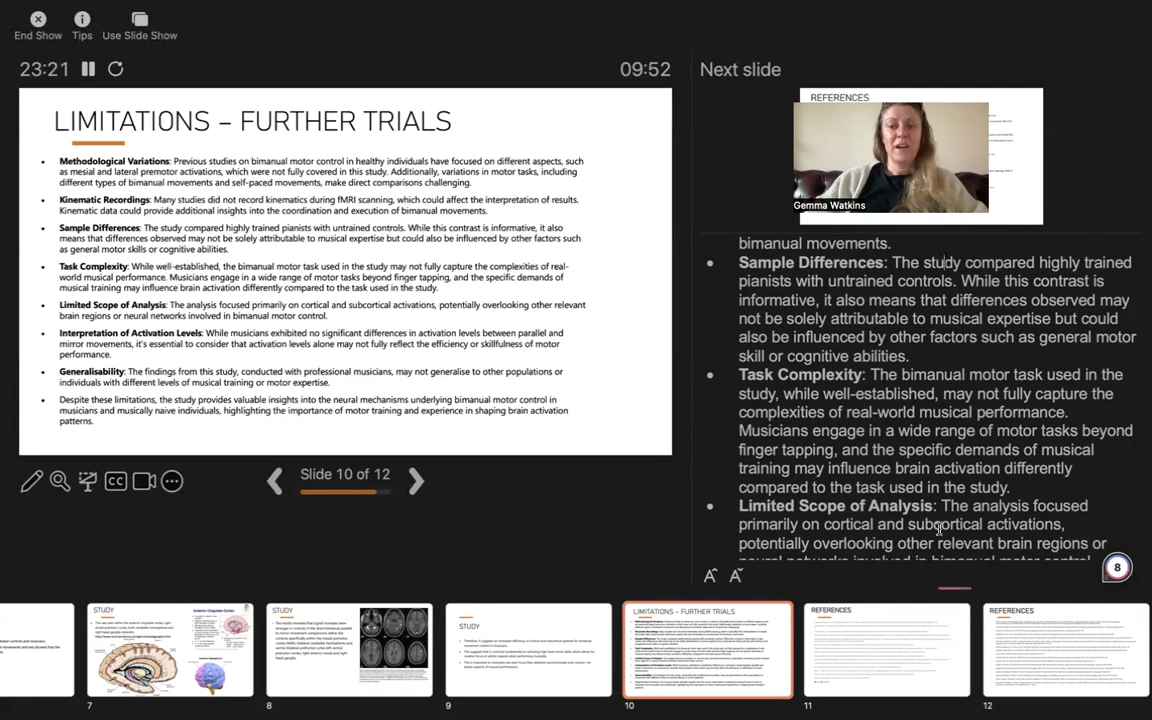 End Show
Tips
Use Slide Show
23:21
09:52
Next slide
LIMITATIONS – FURTHER TRIALS
• Methodological Variations: Previous studies on bimanual motor control in healthy individuals have focused on different aspects, such
as mesial and lateral premotor activations, which were not fully covered in this study. Additionally, variations in motor tasks, including
different types of bimanual movements and self-paced movements, make direct comparisons challenging.
• Kinematic Recordings: Many studies did not record kinematics during fMRI scanning, which could affect the interpretation of results.
Kinematic data could provide additional insights into the coordination and execution of bimanual movements.
• Sample Differences: The study compared highly trained pianists with untrained controls. While this contrast is informative, it also
means that differences observed may not be solely attributable to musical expertise but could also be influenced by other factors such
as general motor skills or cognitive abilities.
• Task Complexity: While well-established, the bimanual motor task used in the study may not fully capture the complexities of real-
world musical performance. Musicians engage in a wide range of motor tasks beyond finger tapping, and the specific demands of
musical training may influence brain activation differently compared to the task used in the study.
• Limited Scope of Analysis: The analysis focused primarily on cortical and subcortical activations, potentially overlooking other relevant
brain regions or neural networks involved in bimanual motor control.
• Interpretation of Activation Levels: While musicians exhibited no significant differences in activation levels between parallel and
mirror movements, it's essential to consider that activation levels alone may not fully reflect the efficiency or skillfulness of motor
performance.
• Generalisability: The findings from this study, conducted with professional musicians, may not generalise to other populations or
individuals with different levels of musical training or motor expertise.
• Despite these limitations, the study provides valuable insights into the neural mechanisms underlying bimanual motor control in
musicians and musically naive individuals, highlighting the importance of motor training and experience in shaping brain activation
patterns.
REFERENCES
Gemma Watkins
bimanual movements.
• Sample Differences: The study compared highly trained
pianists with untrained controls. While this contrast is
informative, it also means that differences observed may
not be solely attributable to musical expertise but could
also be influenced by other factors such as general motor
skill or cognitive abilities.
• Task Complexity: The bimanual motor task used in the
study, while well-established, may not fully capture the
complexities of real-world musical performance.
Musicians engage in a wide range of motor tasks beyond
finger tapping, and the specific demands of musical
training may influence brain activation differently
compared to the task used in the study.
• Limited Scope of Analysis: The analysis focused
primarily on cortical and subcortical activations,
potentially overlooking other relevant brain regions or
CC
Slide 10 of 12
8
STUDY
Anterior Cingulate Cortex
STUDY
STUDY
LIMITATIONS – FURTHER TRIALS
REFERENCES
REFERENCES
7
8
9
10
11
12